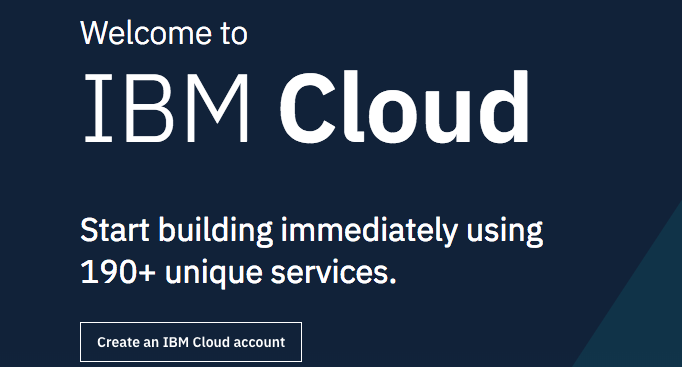 Welcome to
IBM Cloud
Start building immediately using
190+ unique services.
Create an IBM Cloud account